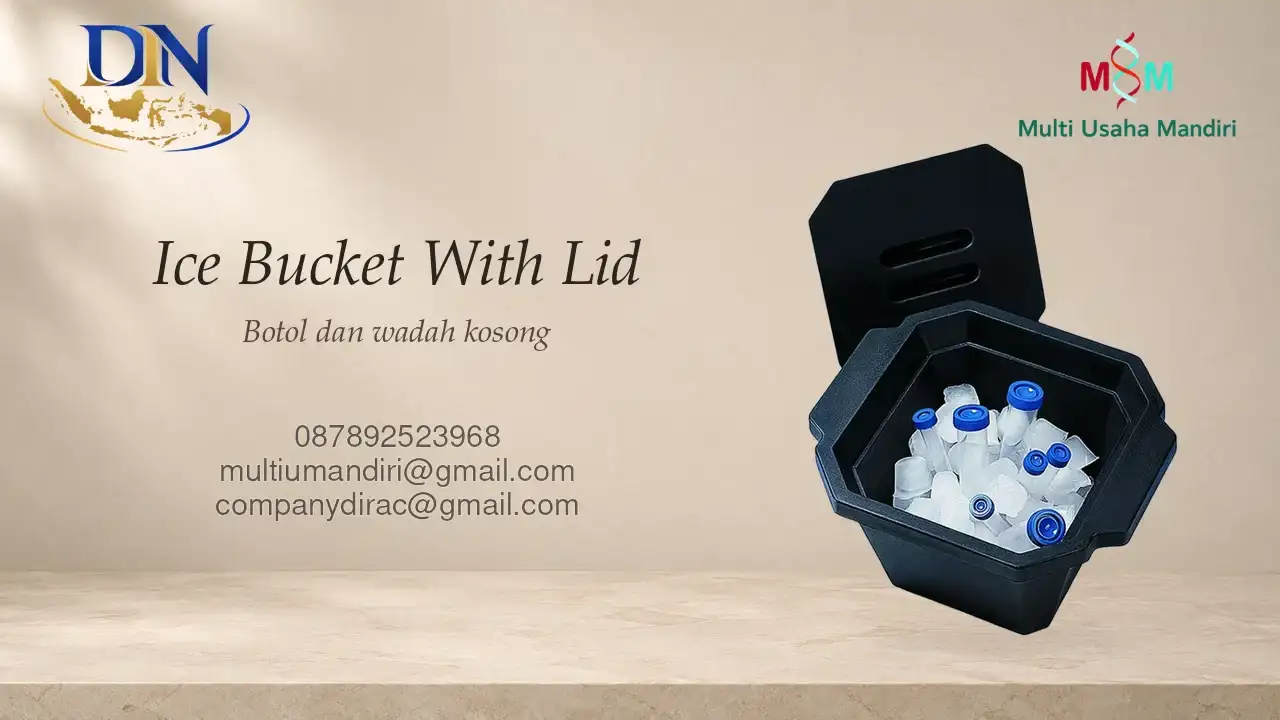 DN
M M
Multi Usaha Mandiri
Ice Bucket With Lid
Botol dan wadah kosong
087892523968
multiumandiri@gmail.com
companydirac@gmail.com